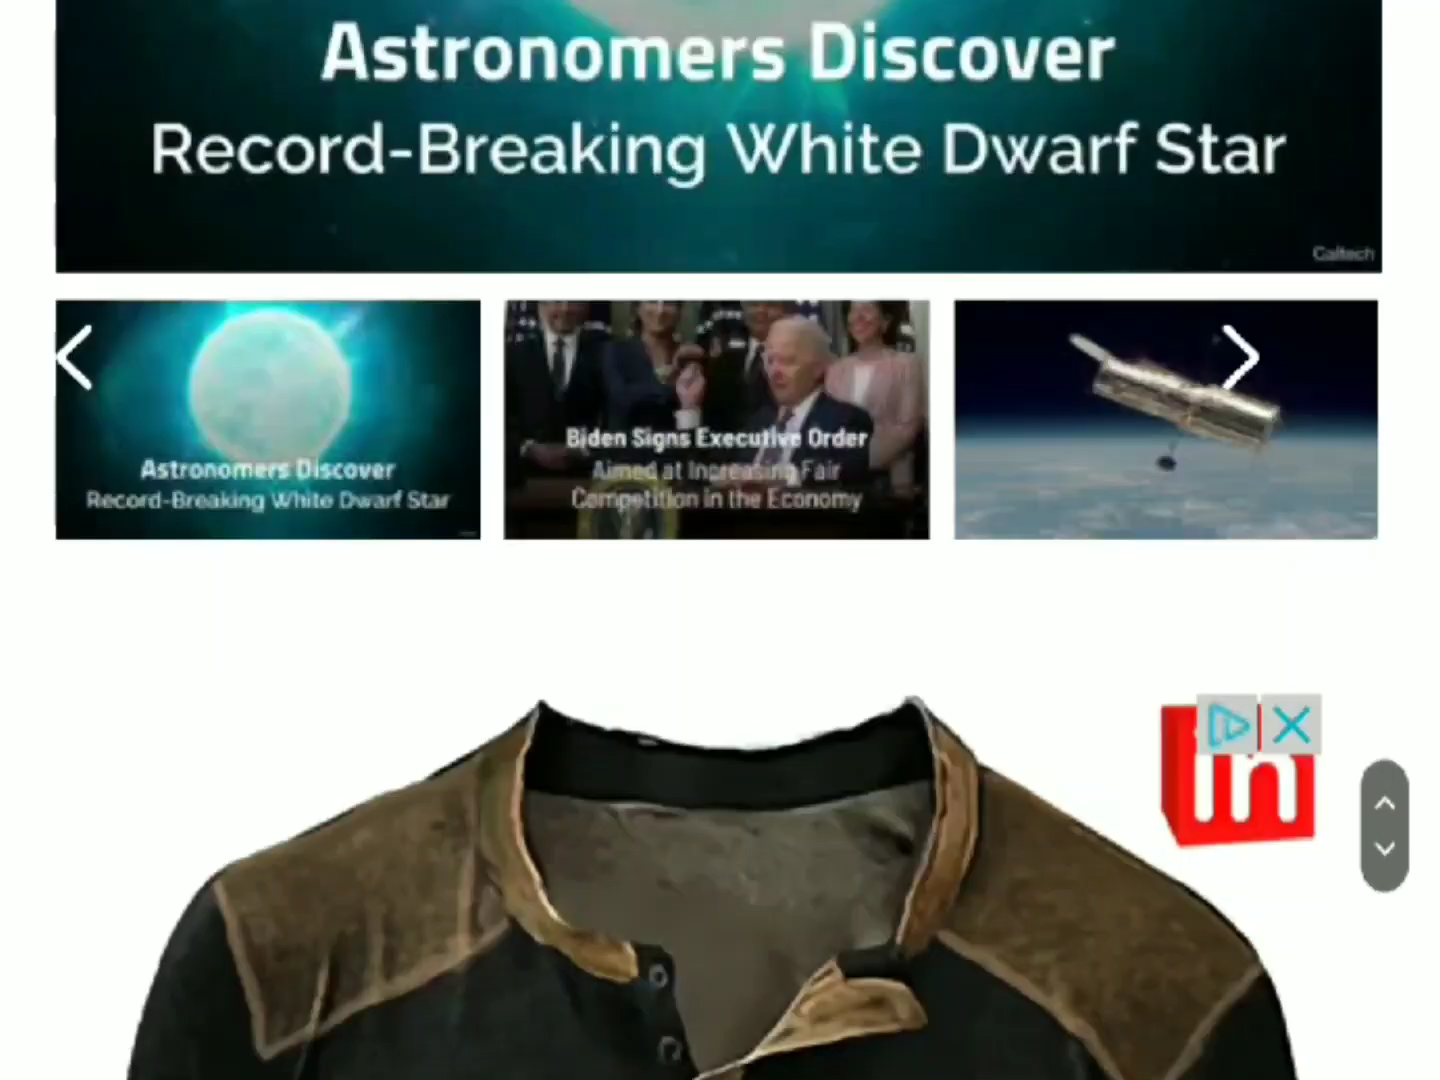 Astronomers Discover
Record-Breaking White Dwarf Star
Caltech
Astronomers Discover
Record-Breaking White Dwarf Star
Biden Signs Executive Order
Aimed at Increasing Fair
Competition in the Economy
in